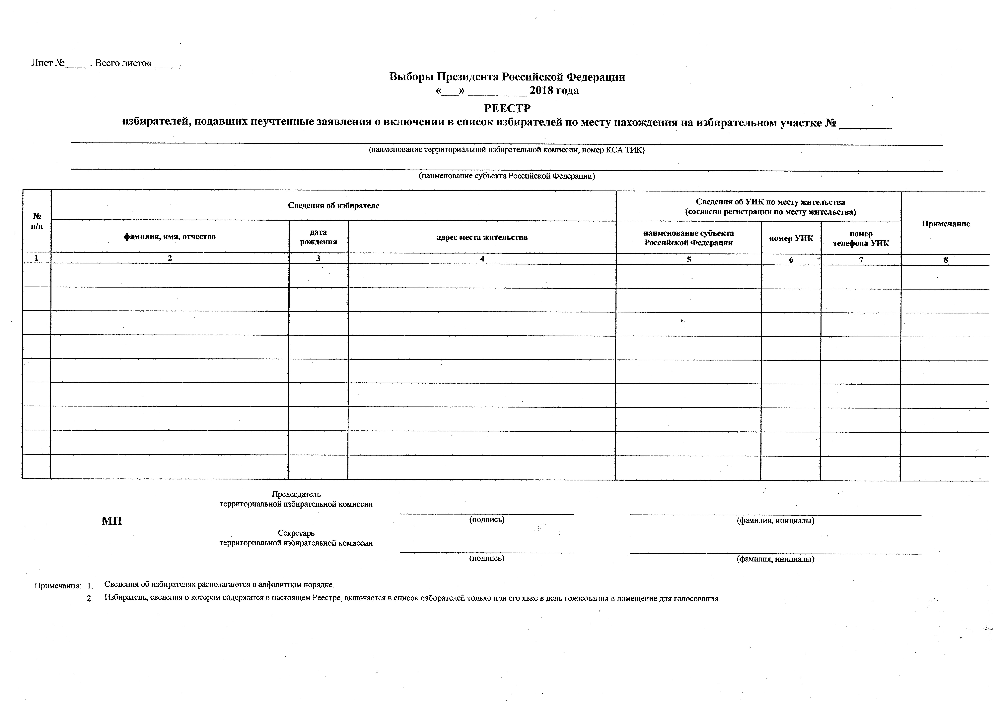 Лист №_____. Всего листов _____.
Выборы Президента Российской Федерации
«___» __________ 2018 года
РЕЕСТР
избирателей, подавших неучтенные заявления о включении в список избирателей по месту нахождения на избирательном участке № _________
(наименование территориальной избирательной комиссии, номер КСА ТИК)
(наименование субъекта Российской Федерации)
№
п/п
Сведения об избирателе
Сведения об УИК по месту жительства
(согласно регистрации по месту жительства)
Примечание
фамилия, имя, отчество
дата
рождения
адрес места жительства
наименование субъекта
Российской Федерации
номер УИК
номер
телефона УИК
1 2 3 4 5 6 7 8
Председатель
территориальной избирательной комиссии
(подпись) (фамилия, инициалы)
МП
Секретарь
территориальной избирательной комиссии
(подпись) (фамилия, инициалы)
Примечания: 1. Сведения об избирателях располагаются в алфавитном порядке.
2. Избиратель, сведения о котором содержатся в настоящем Реестре, включается в список избирателей только при его явке в день голосования в помещение для голосования.